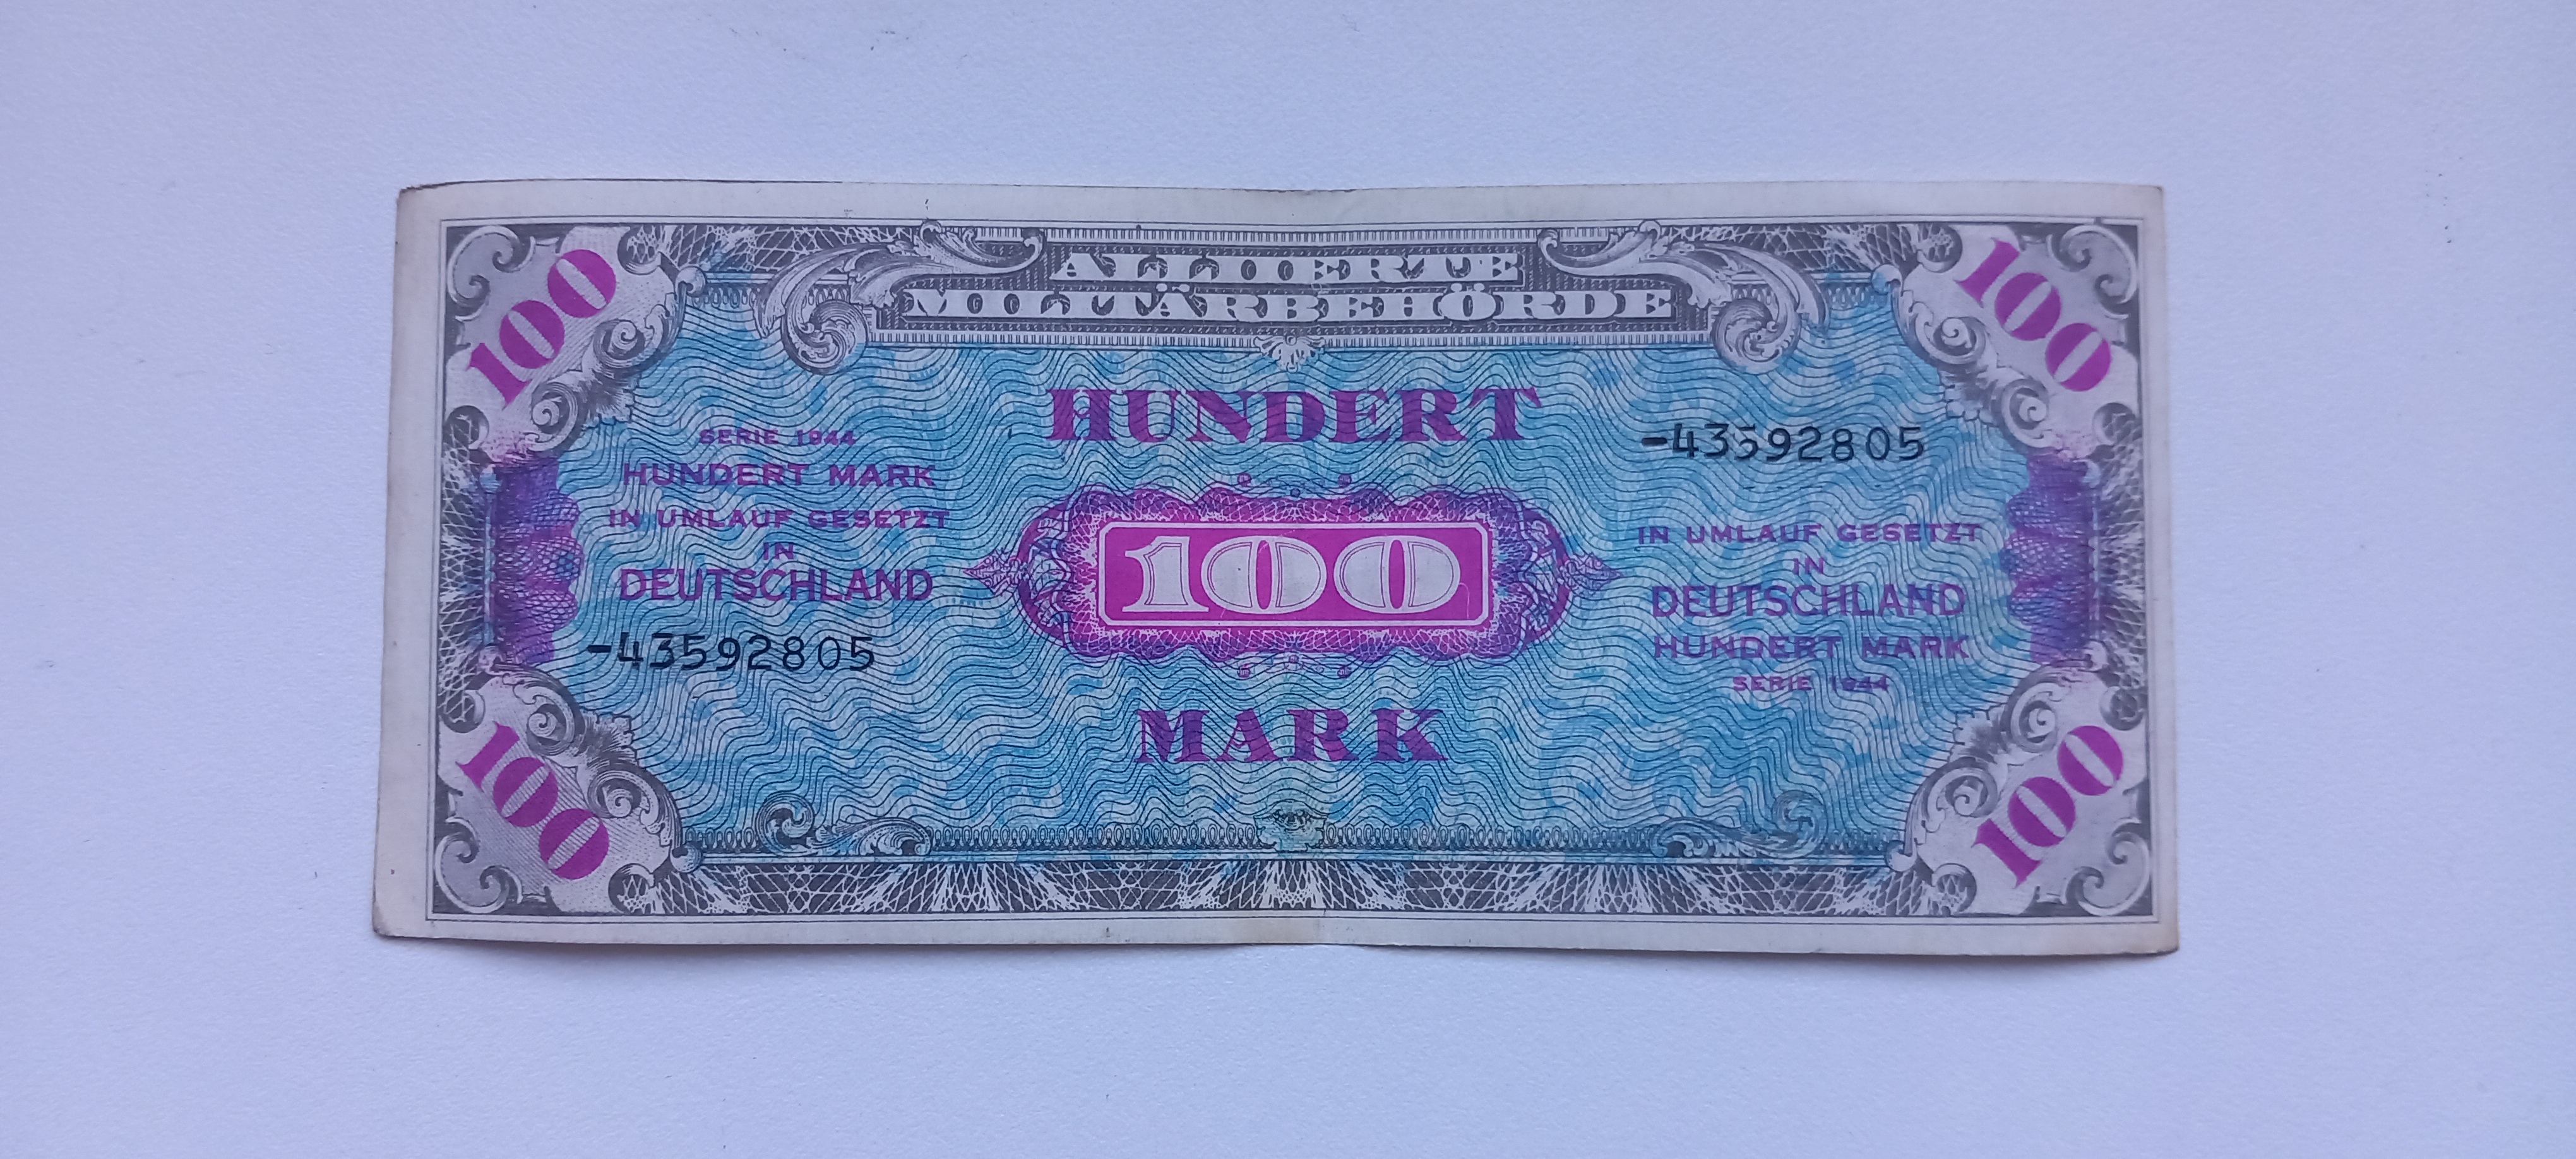 100
ALLIIERTE
MILITÄRBEHÖRDE
100
HUNDERT
SERIE 1944
HUNDERT MARK
IN UMLAUF GESETZT
IN
DEUTSCHLAND
-43592805
100
-43592805
IN UMLAUF GESETZT
IN
DEUTSCHLAND
HUNDERT MARK
SERIE 1944
MARK
100
100